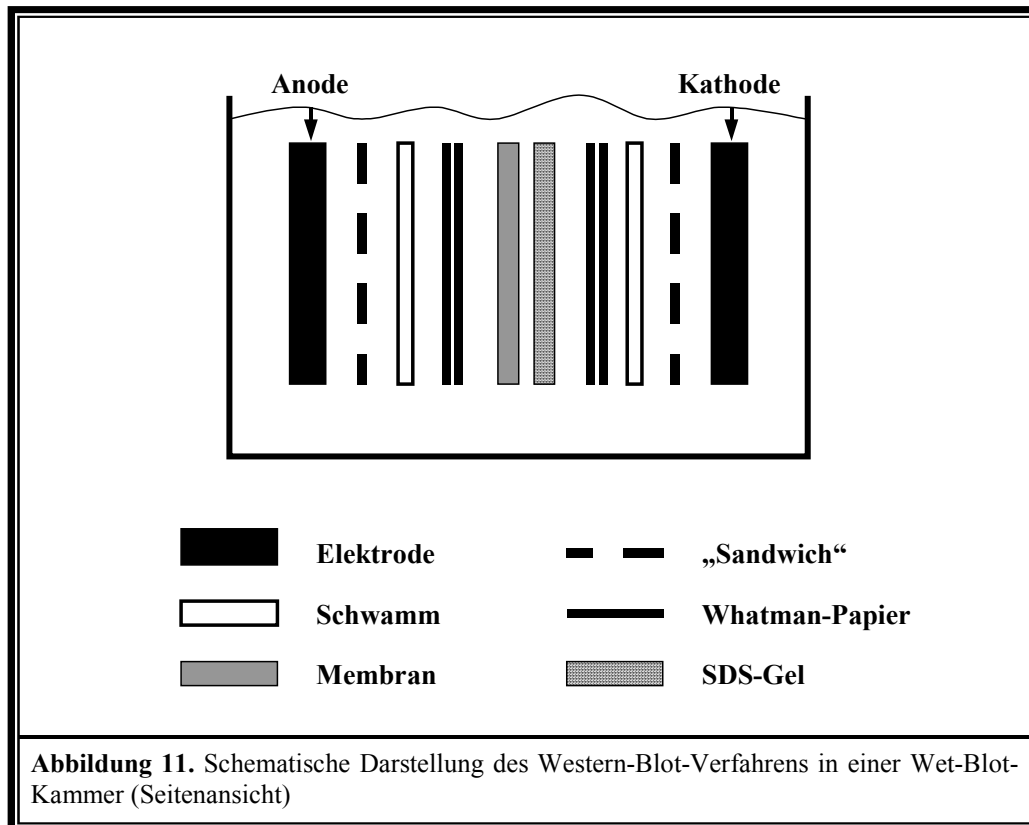 Anode
Kathode
Elektrode
„Sandwich“
Schwamm
Whatman-Papier
Membran
SDS-Gel
Abbildung 11. Schematische Darstellung des Western-Blot-Verfahrens in einer Wet-Blot-
Kammer (Seitenansicht)